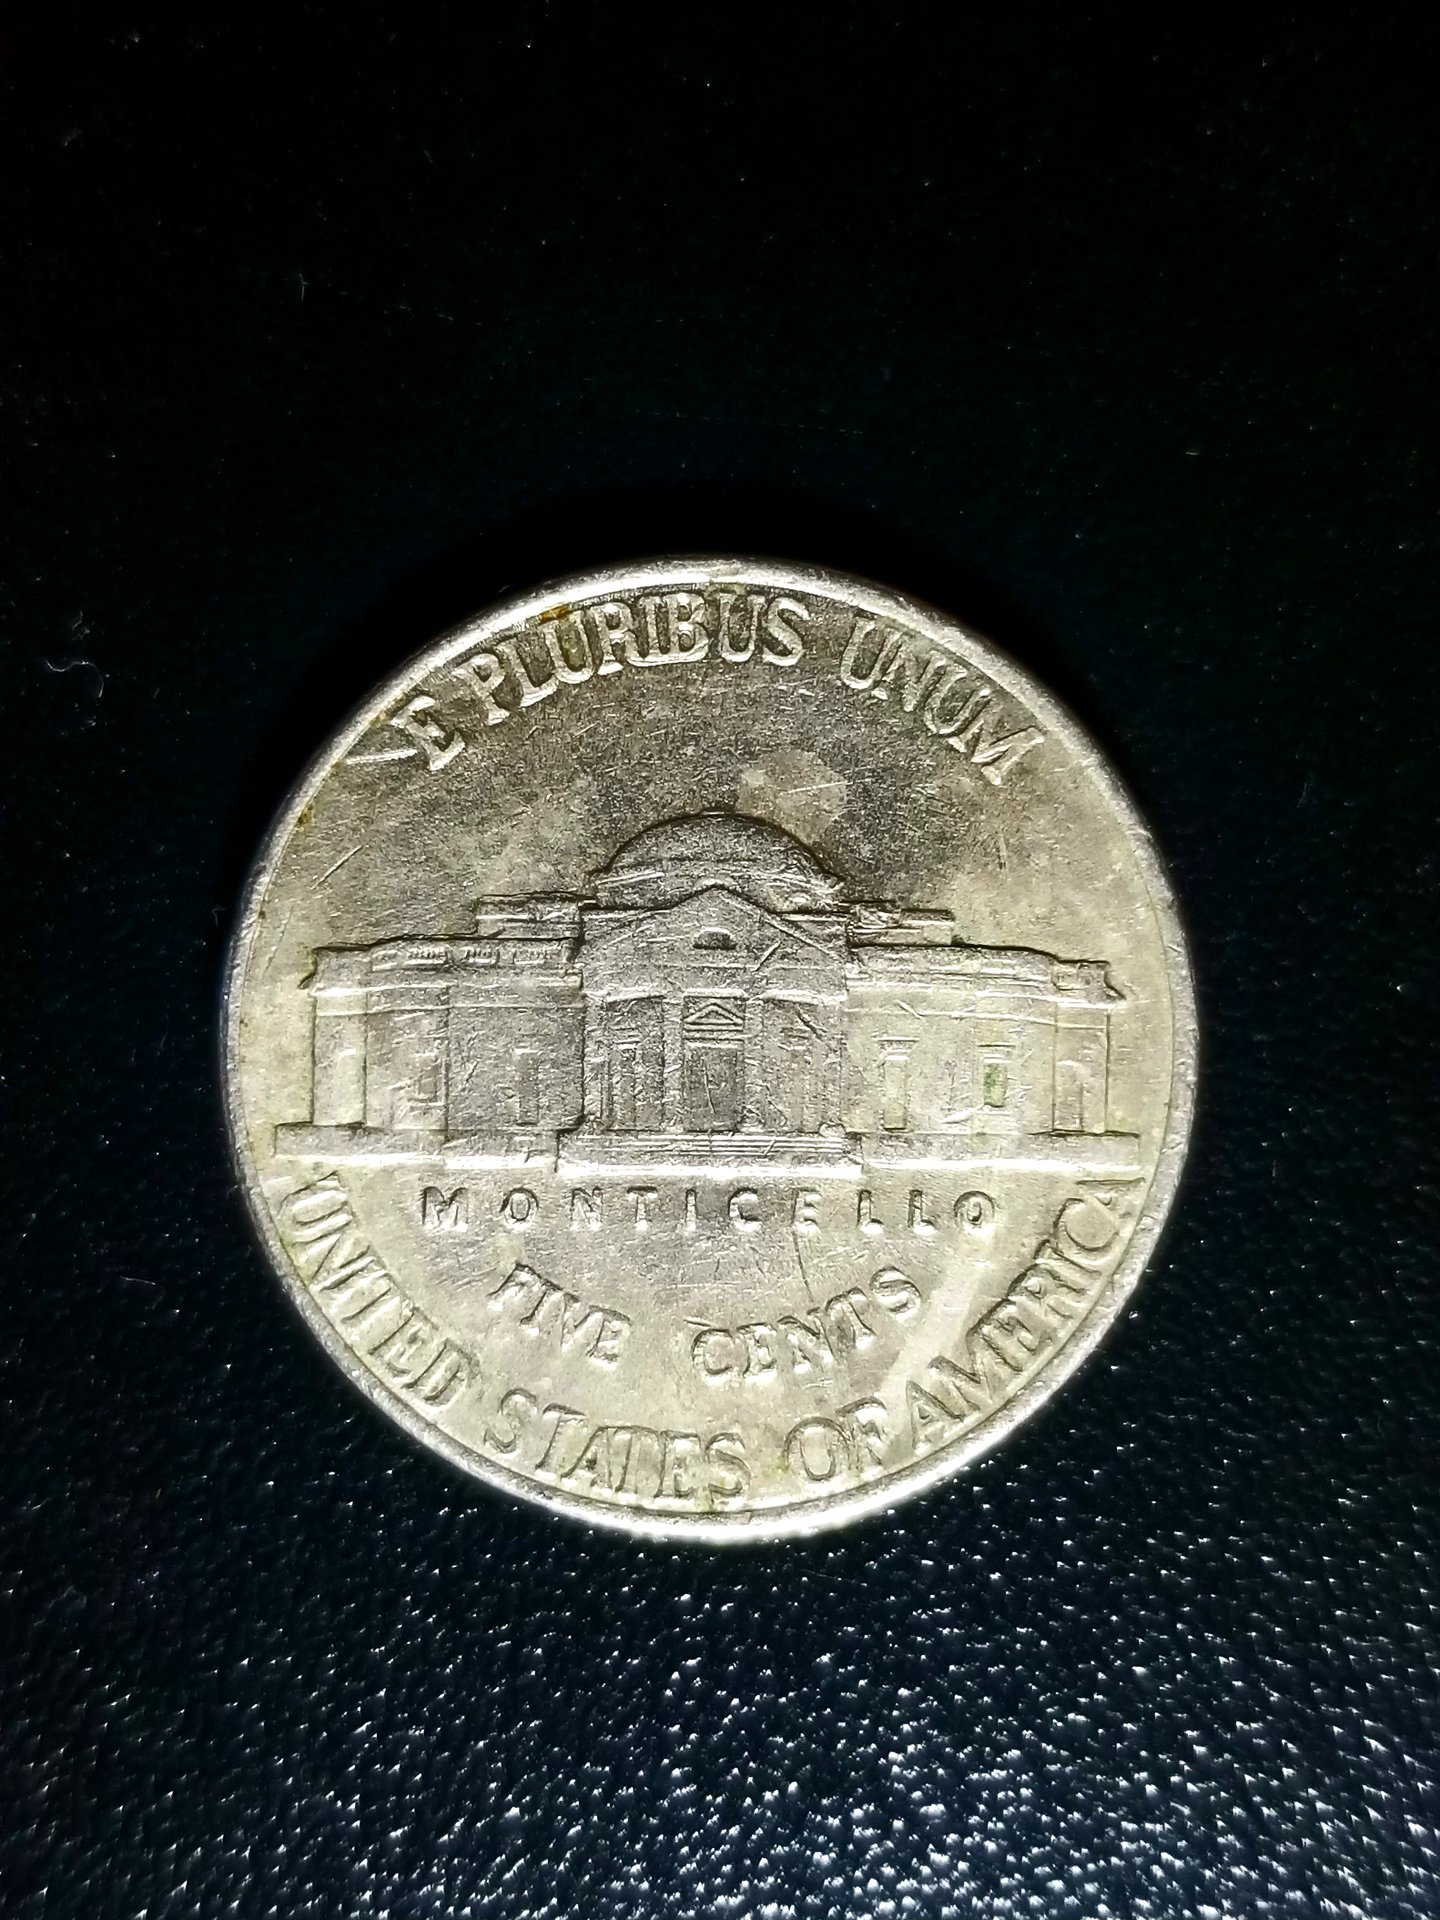 E PLURIBUS UNUM
MONTICELLO
FIVE CENTS
UNITED STATES OF AMERICA